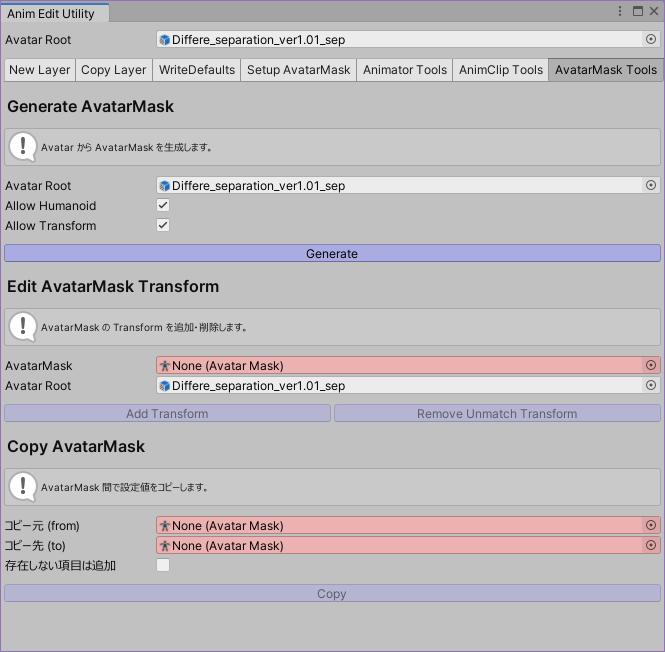 Anim Edit Utility
Avatar Root Differe_separation_ver1.01_sep
New Layer Copy Layer WriteDefaults Setup AvatarMask Animator Tools AnimClip Tools AvatarMask Tools
Generate AvatarMask
Avatar から AvatarMask を生成します。
Avatar Root Differe_separation_ver1.01_sep
Allow Humanoid
Allow Transform
Generate
Edit AvatarMask Transform
AvatarMask の Transform を追加・削除します。
AvatarMask None (Avatar Mask)
Avatar Root Differe_separation_ver1.01_sep
Add Transform Remove Unmatch Transform
Copy AvatarMask
AvatarMask 間で設定値をコピーします。
コピー元 (from) None (Avatar Mask)
コピー先 (to) None (Avatar Mask)
存在しない項目は追加
Copy